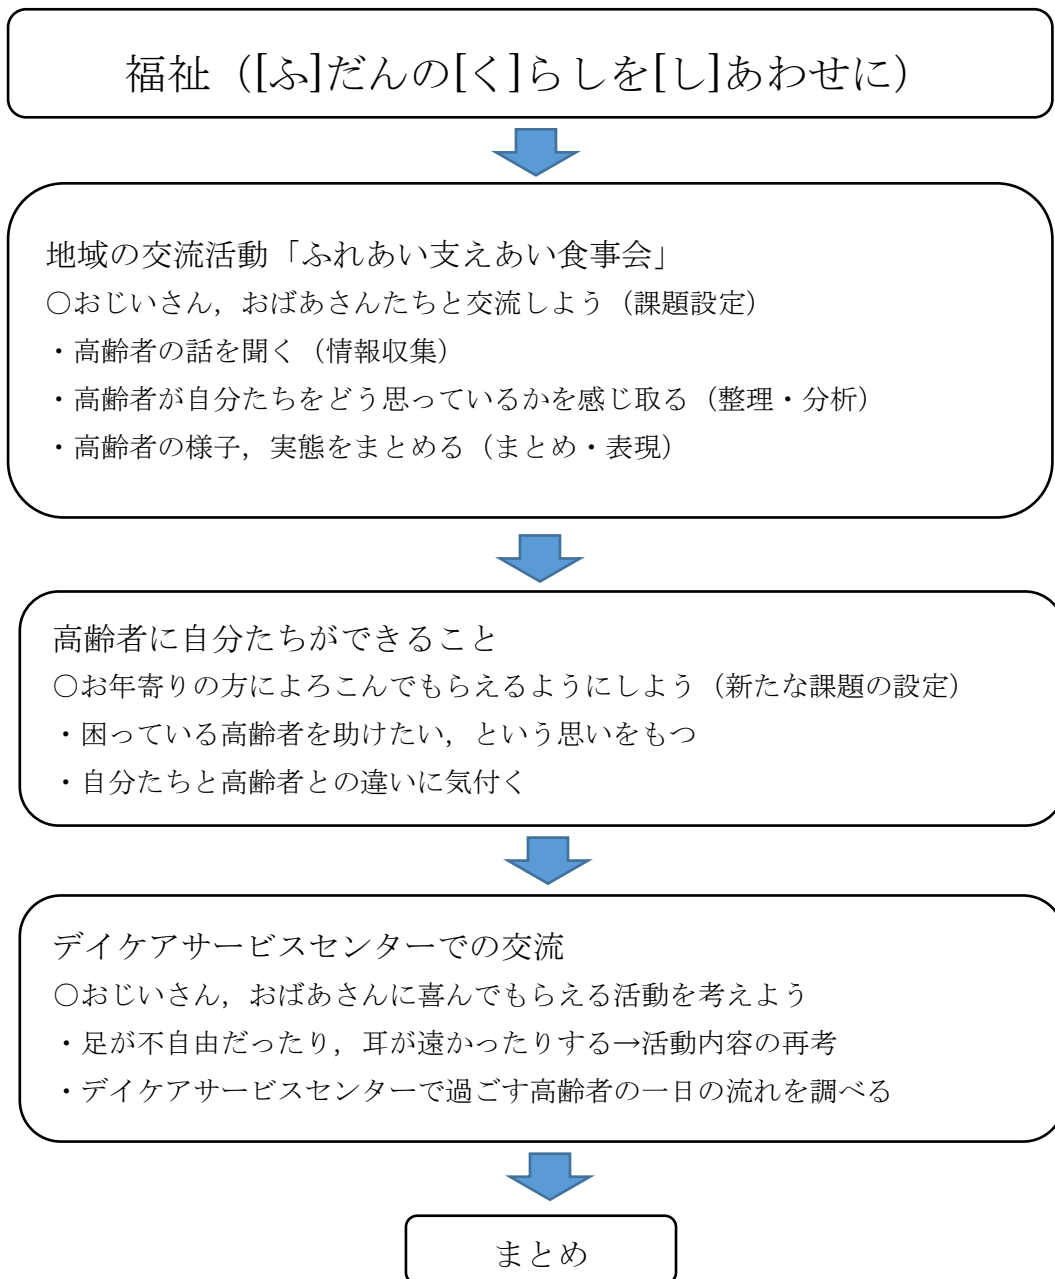 福祉（[ふ]だんの[く]らしを[し]あわせに）
地域の交流活動「ふれあい支えあい食事会」
〇おじいさん，おばあさんたちと交流しよう（課題設定）
・高齢者の話を聞く（情報収集）
・高齢者が自分たちをどう思っているかを感じ取る（整理・分析）
・高齢者の様子，実態をまとめる（まとめ・表現）
高齢者に自分たちができること
〇お年寄りの方によろこんでもらえるようにしよう（新たな課題の設定）
・困っている高齢者を助けたい，という思いをもつ
・自分たちと高齢者との違いに気付く
デイケアサービスセンターでの交流
〇おじいさん，おばあさんに喜んでもらえる活動を考えよう
・足が不自由だったり，耳が遠かったりする→活動内容の再考
・デイケアサービスセンターで過ごす高齢者の一日の流れを調べる
まとめ